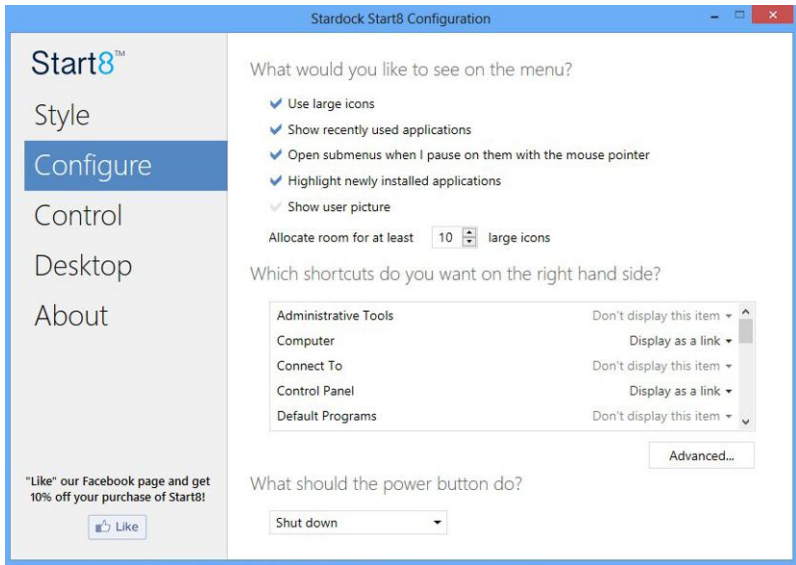 Stardock Start8 Configuration
Start8™
Style
Configure
Control
Desktop
About
"Like" our Facebook page and get
10% off your purchase of Start8!
Like
What would you like to see on the menu?
Use large icons
Show recently used applications
Open submenus when I pause on them with the mouse pointer
Highlight newly installed applications
Show user picture
Allocate room for at least 10 large icons
Which shortcuts do you want on the right hand side?
Administrative Tools Don't display this item
Computer Display as a link
Connect To Don't display this item
Control Panel Display as a link
Default Programs Don't display this item
Advanced...
What should the power button do?
Shut down